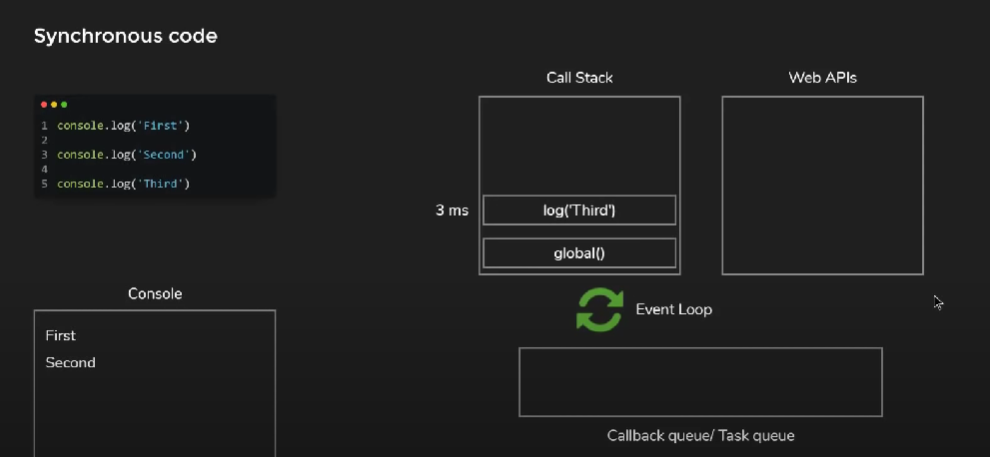 Synchronous code
Call Stack
Web APIs
1 console.log('First')
2
3 console.log('Second')
4
5 console.log('Third')
3 ms
log('Third')
global()
Console
Event Loop
First
Second
Callback queue/ Task queue